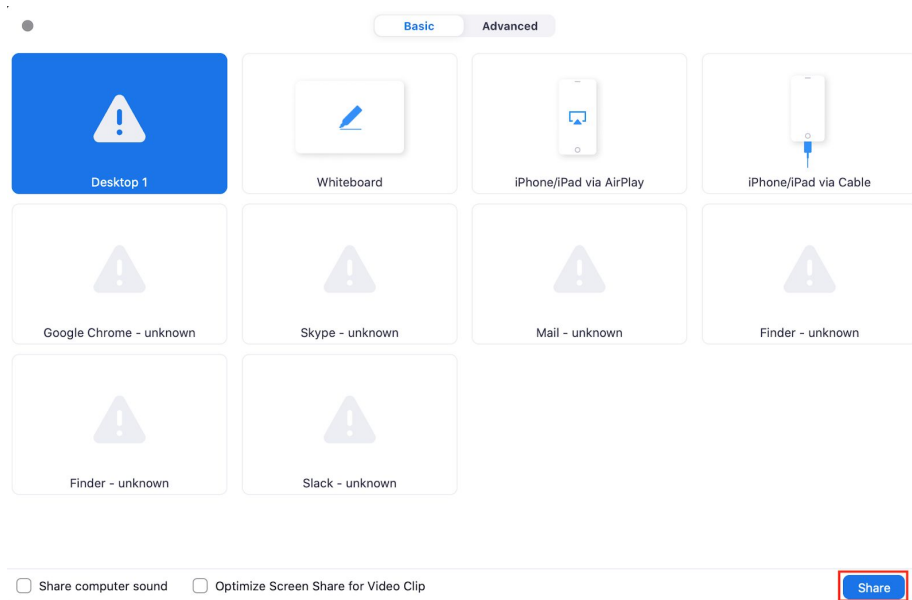 Basic Advanced
Desktop 1 Whiteboard iPhone/iPad via AirPlay iPhone/iPad via Cable
Google Chrome - unknown Skype - unknown Mail - unknown Finder - unknown
Finder - unknown Slack - unknown
Share computer sound Optimize Screen Share for Video Clip Share